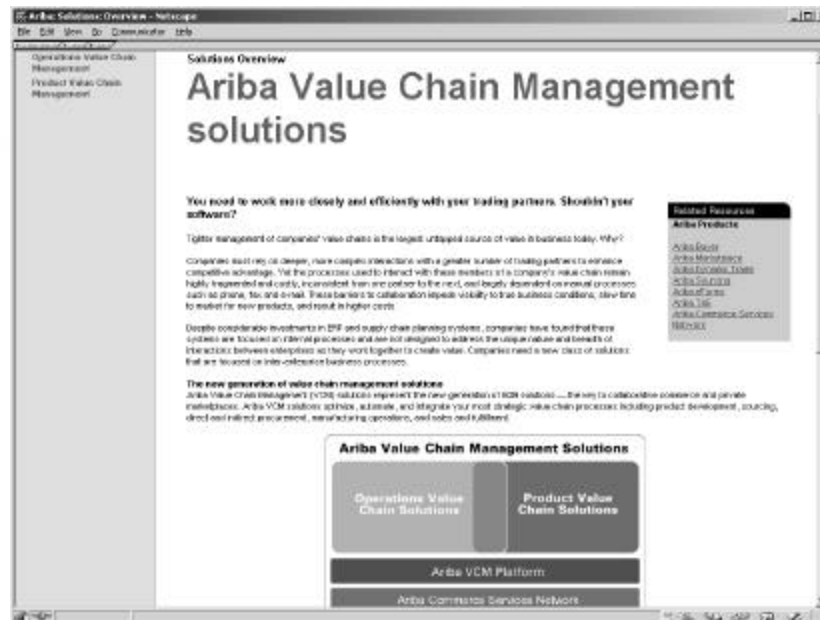 Ariba: Solutions: Overview - Netscape
File Edit View Go Communicator Help
Operations Value Chain
Management
Product Value Chain
Management
Solutions Overview
Ariba Value Chain Management
solutions
You need to work more closely and efficiently with your trading partners. Shouldn't your
software?
Tighter management of companies' value chains is the largest untapped source of value in business today. Why?
Companies must rely on deeper, more complex interactions with a greater number of trading partners to enhance
competitive advantage. Yet the processes used to interact with these members of a company's value chain remain
highly fragmented and costly, inconsistent from one partner to the next, and largely dependent on manual processes
such as phone, fax and e-mail. These barriers to collaboration impede visibility to true business conditions, slow time
to market for new products, and result in higher costs.
Despite considerable investments in ERP and supply chain planning systems, companies have found that these
systems are focused on internal processes and are not designed to address the unique nature and breadth of
interactions between enterprises as they work together to create value. Companies need a new class of solutions
that are focused on inter-enterprise business processes.
The new generation of value chain management solutions
Ariba Value Chain Management (VCM) solutions represent the new generation of B2B solutions — the key to collaborative commerce and private
marketplaces. Ariba VCM solutions optimize, automate, and integrate your most strategic value chain processes including product development, sourcing,
direct and indirect procurement, manufacturing operations, and sales and fulfillment.
Related Resources
Ariba Products
Ariba Buyer
Ariba Marketplace
Ariba Dynamic Trade
Ariba Sourcing
Ariba eForms
Ariba T&E
Ariba Commerce Services
Network
Ariba Value Chain Management Solutions
Operations Value
Chain Solutions
Product Value
Chain Solutions
Ariba VCM Platform
Ariba Commerce Services Network